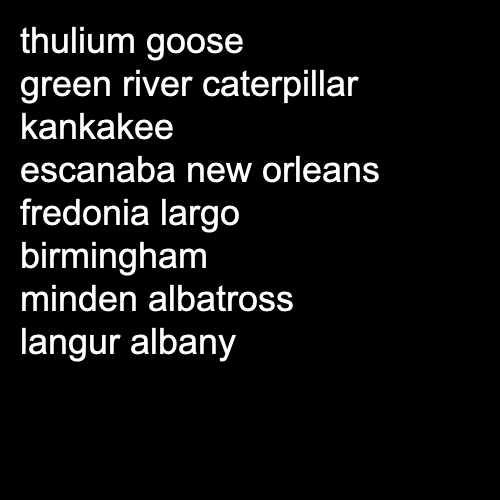 thulium goose
green river caterpillar
kankakee
escanaba new orleans
fredonia largo
birmingham
minden albatross
langur albany